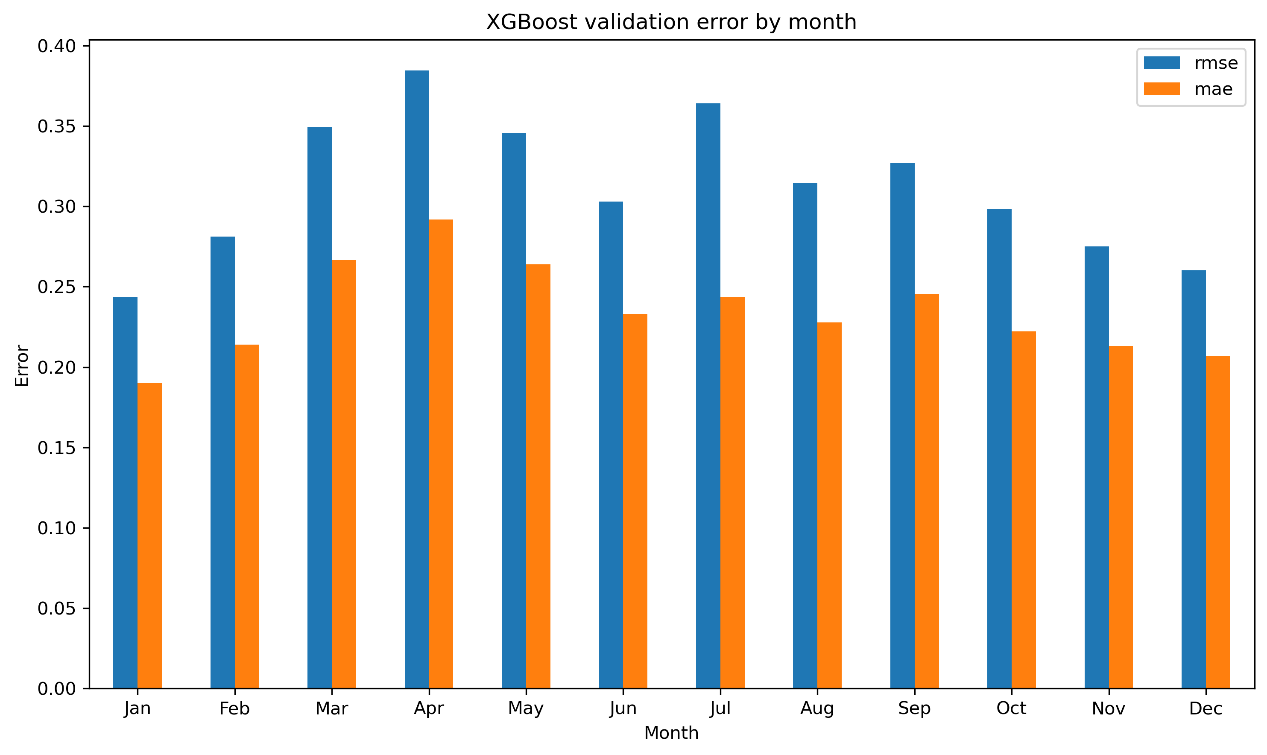 XGBoost validation error by month
rmse
mae
Error
0.40
0.35
0.30
0.25
0.20
0.15
0.10
0.05
0.00
Jan Feb Mar Apr May Jun Jul Aug Sep Oct Nov Dec
Month